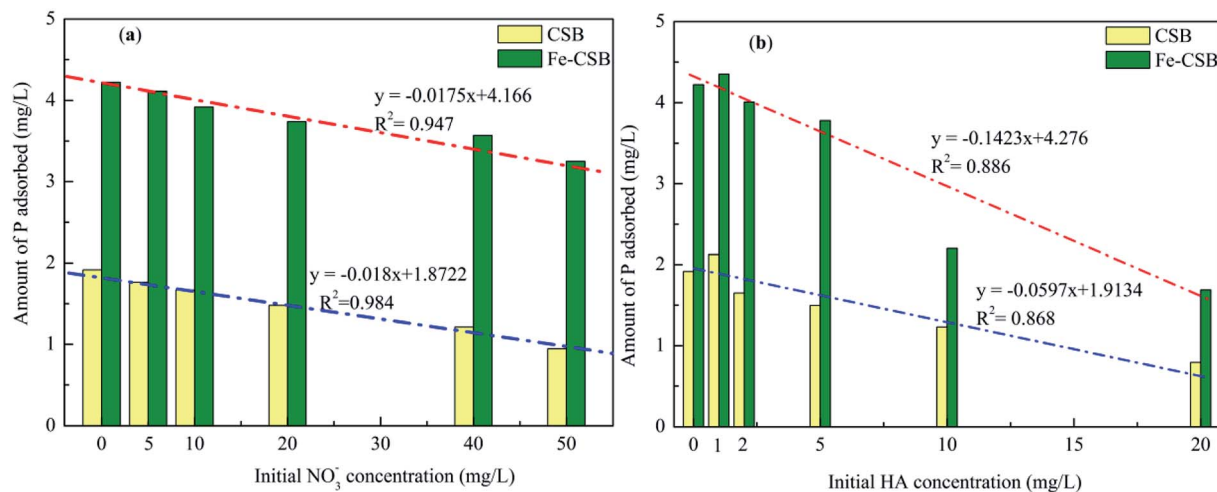 (a)
CSB
Fe-CSB
y = -0.0175x+4.166
R²= 0.947
y = -0.018x+1.8722
R²=0.984
Amount of P adsorbed (mg/L)
5
4
3
2
1
0
0 5 10 20 30 40 50
Initial NO₃⁻ concentration (mg/L)
(b)
CSB
Fe-CSB
y = -0.1423x+4.276
R²= 0.886
y = -0.0597x+1.9134
R²= 0.868
Amount of P adsorbed (mg/L)
5
4
3
2
1
0
0 1 2 5 10 15 20
Initial HA concentration (mg/L)